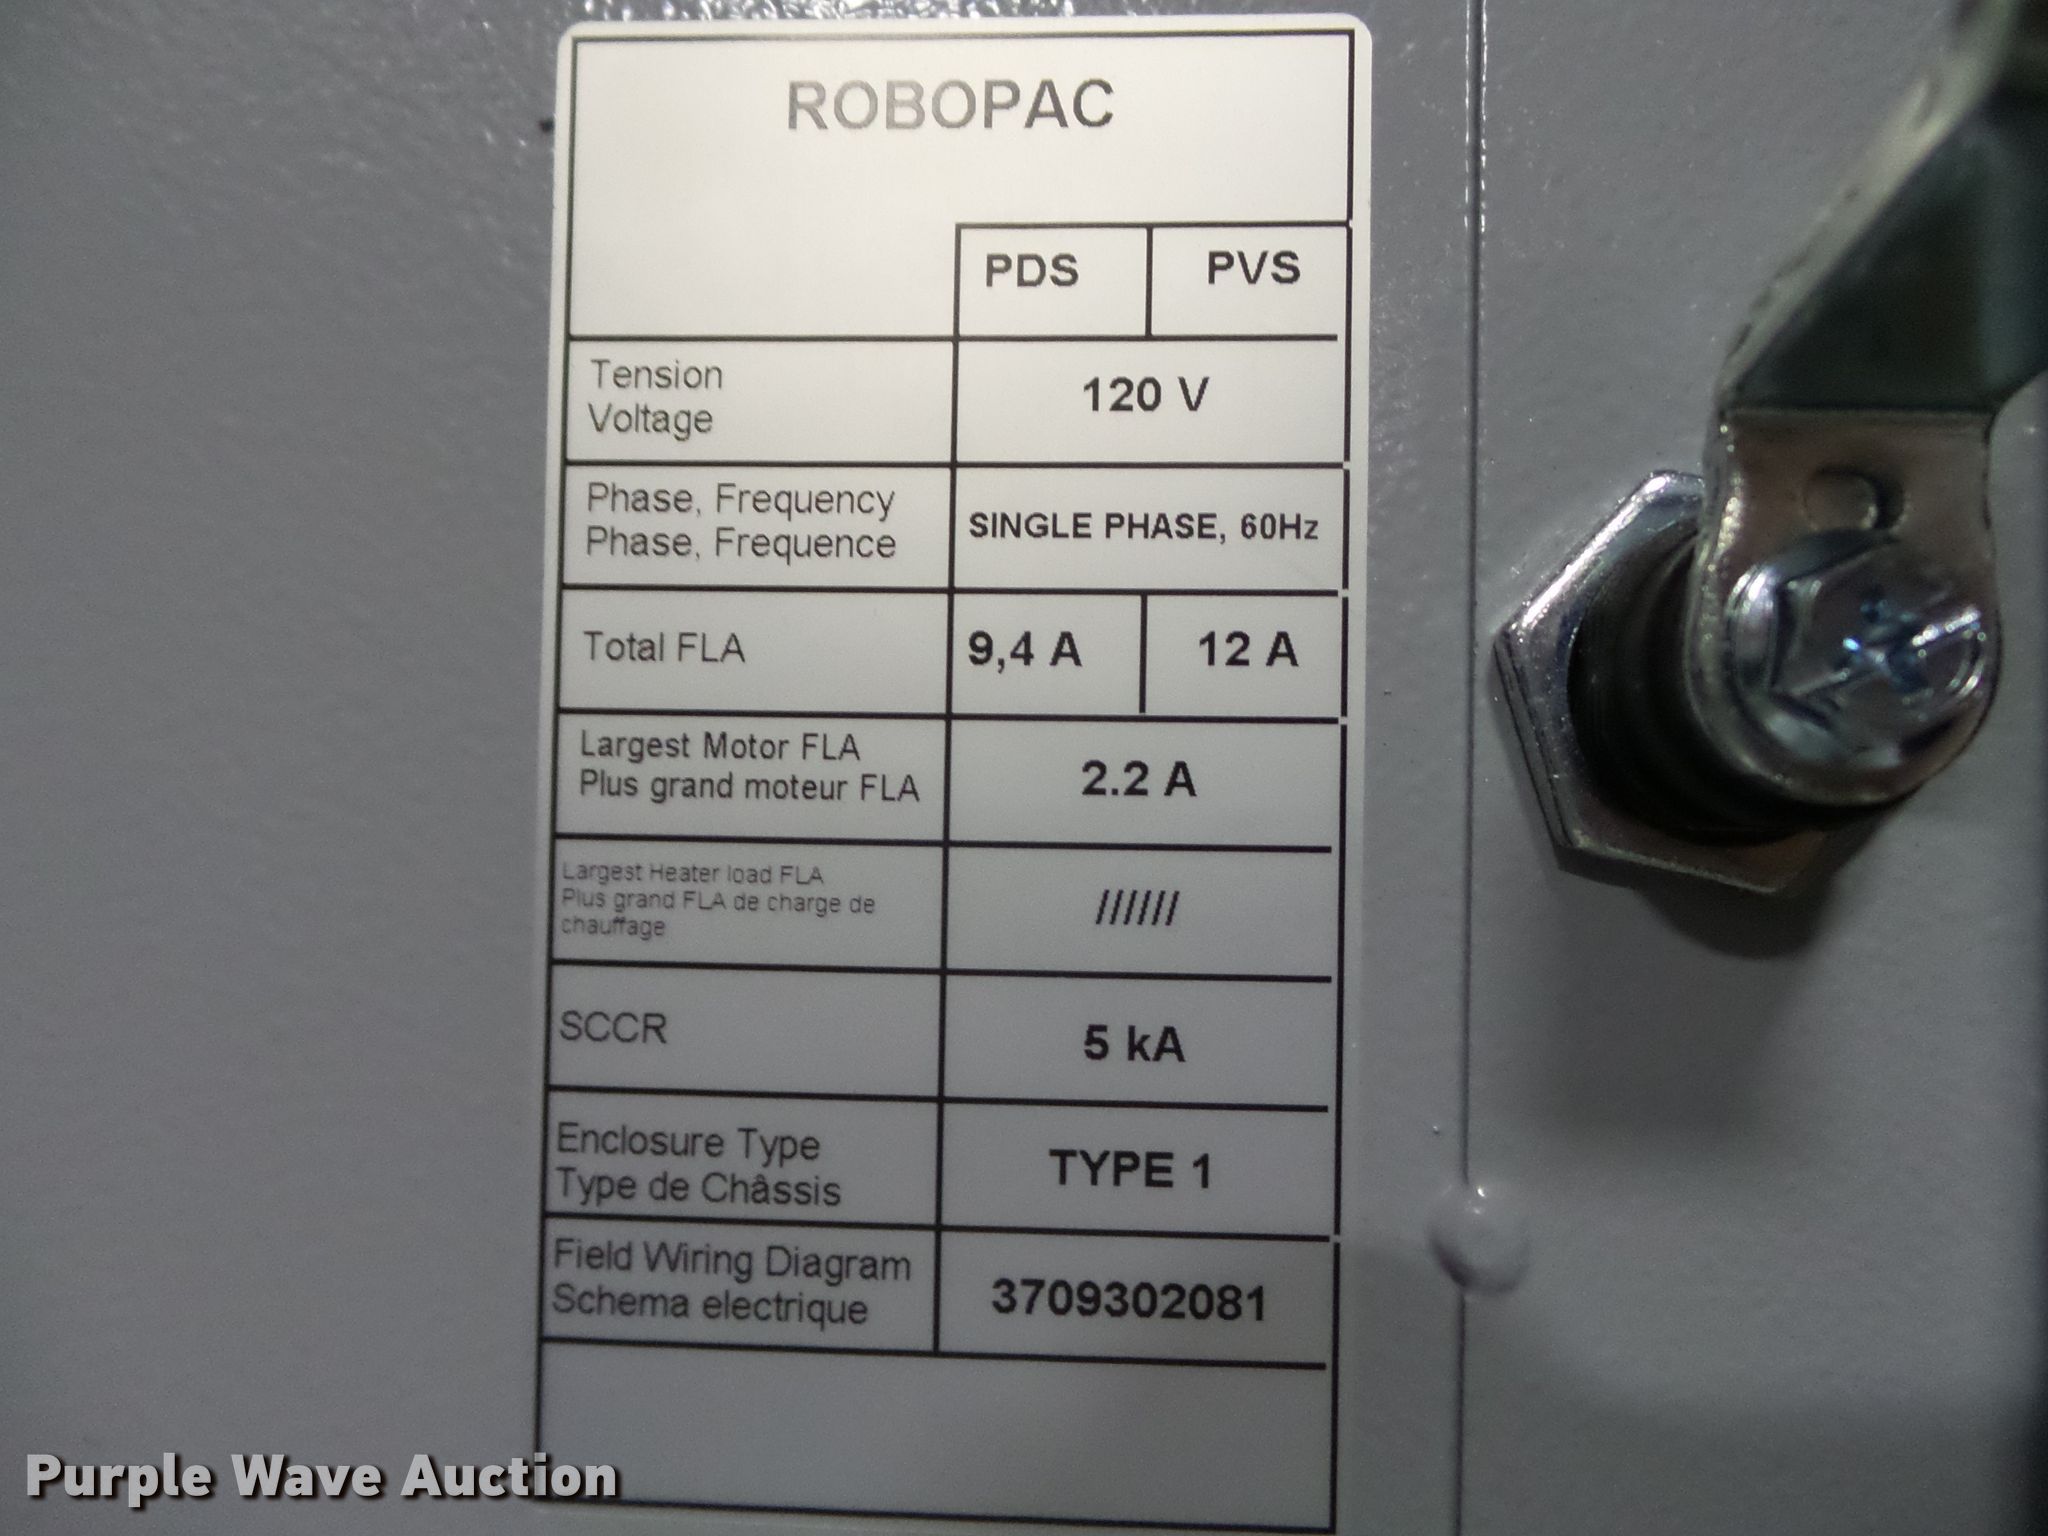 ROBOPAC
PDS PVS
Tension
Voltage
120 V
Phase, Frequency
Phase, Frequence
SINGLE PHASE, 60Hz
Total FLA
9,4 A 12 A
Largest Motor FLA
Plus grand moteur FLA
2.2 A
Largest Heater load FLA
Plus grand FLA de charge de
chauffage
//////
SCCR
5 kA
Enclosure Type
Type de Châssis
TYPE 1
Field Wiring Diagram
Schema electrique
3709302081
Purple Wave Auction